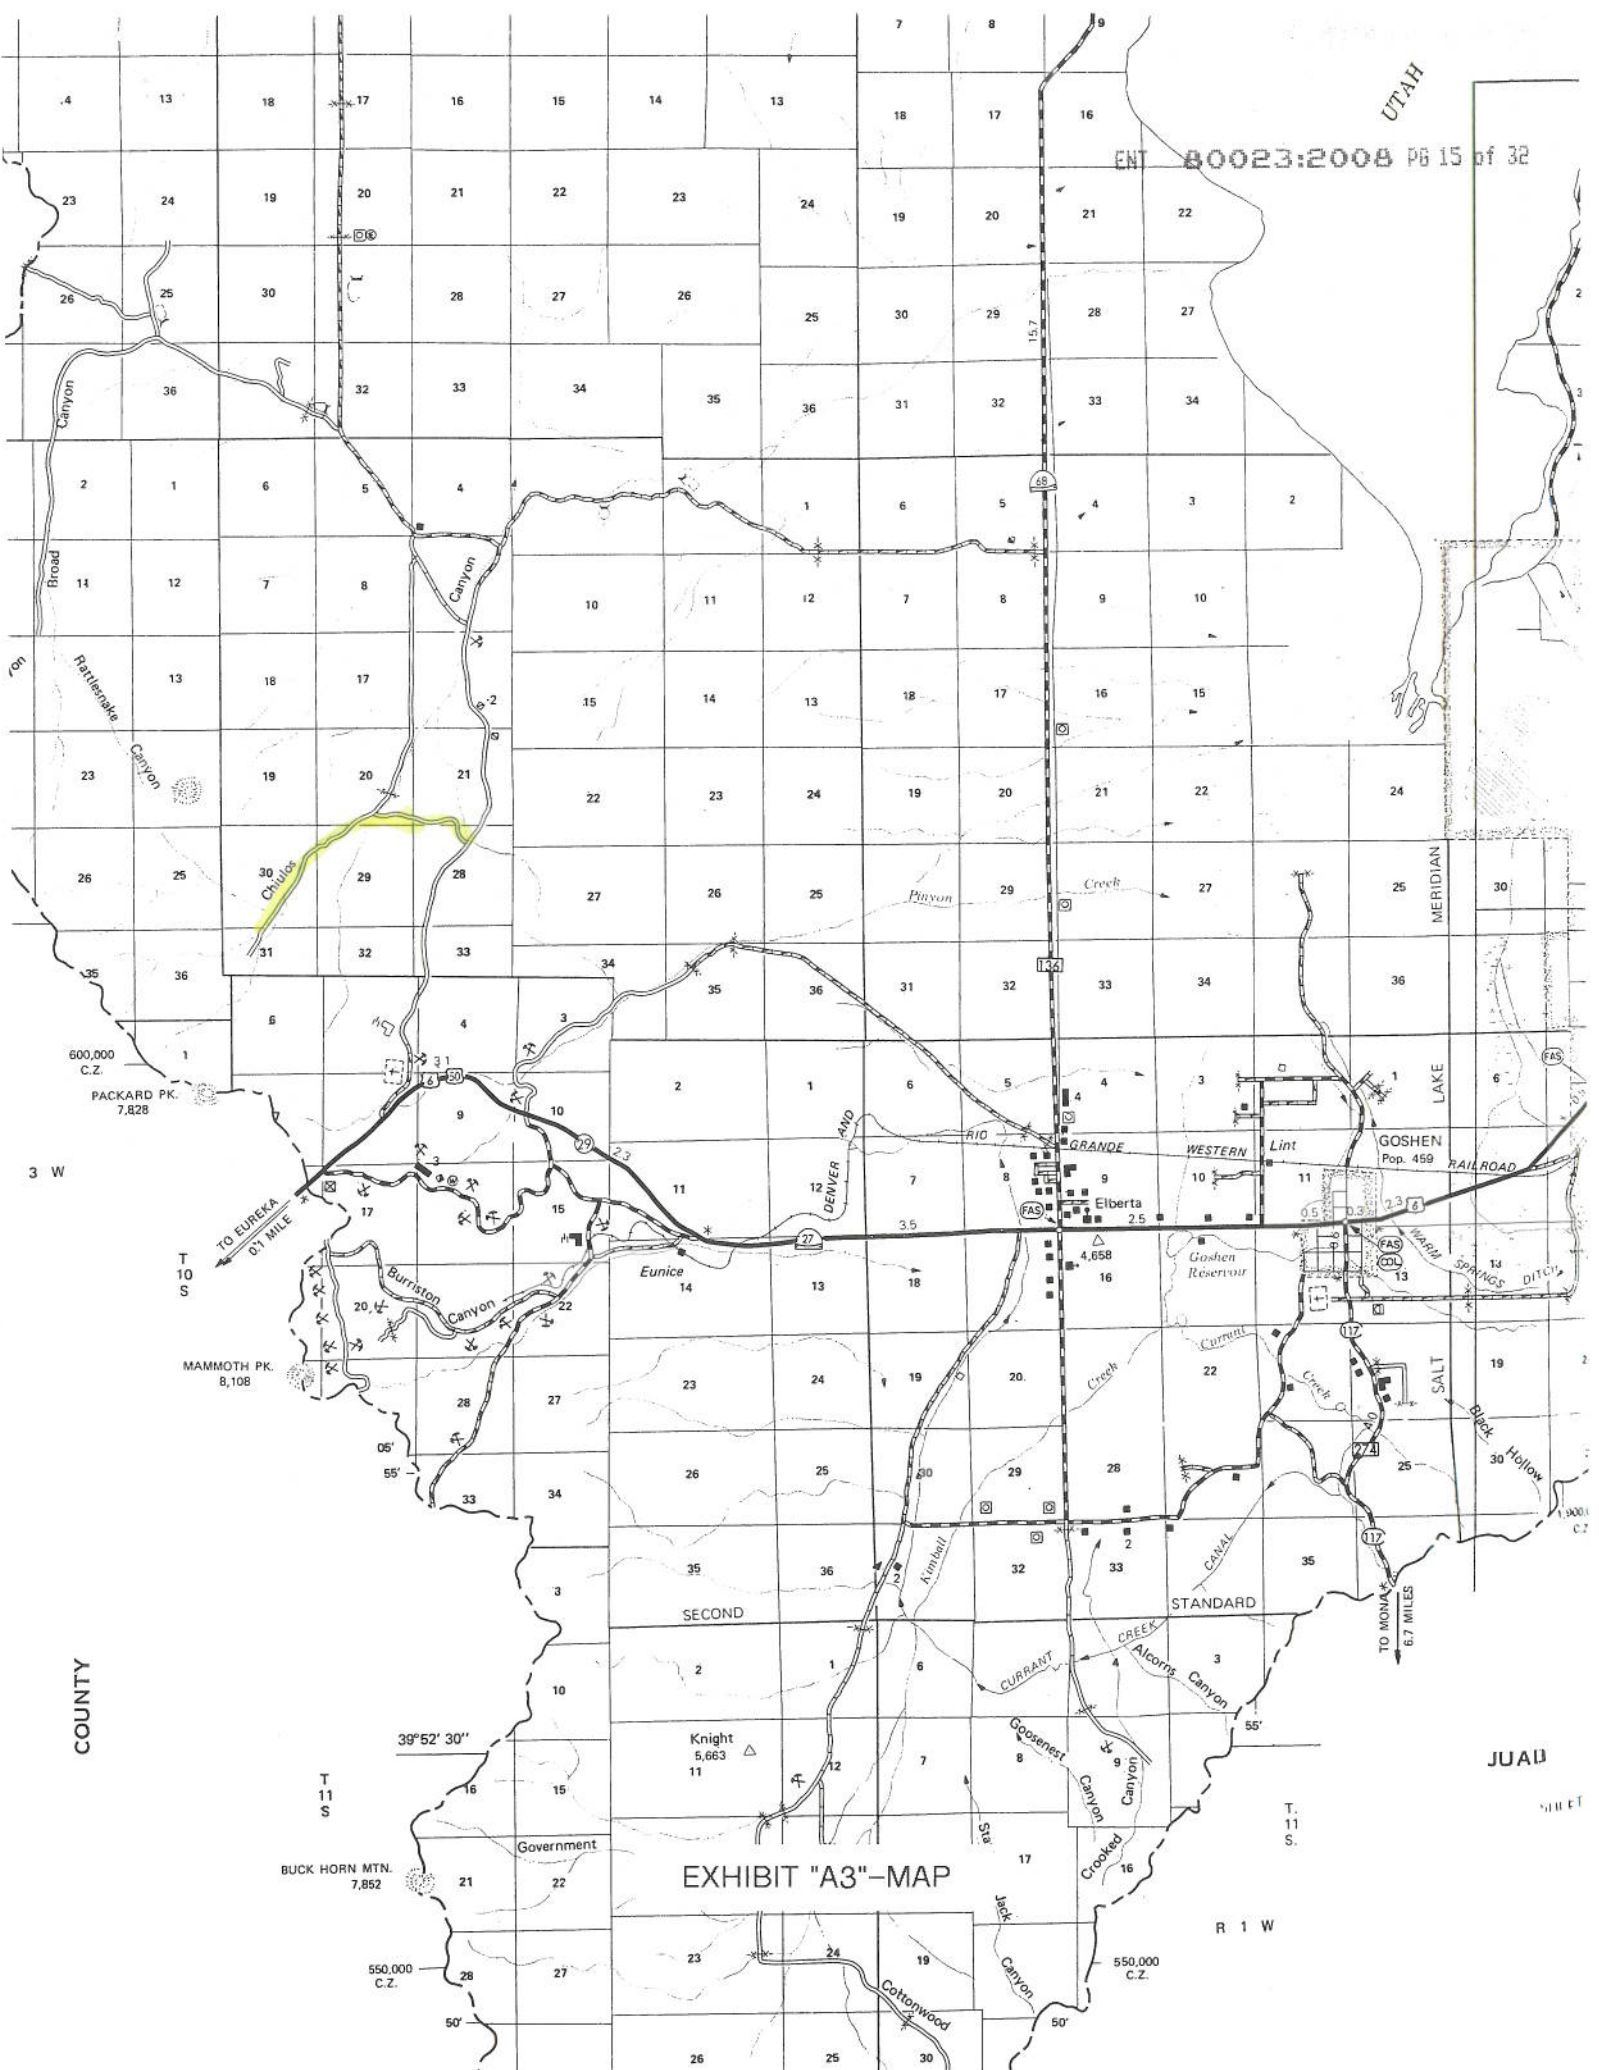 7 8 9
.4 13 18 17 16 15 14 13
18 17 16
UTAH
ENT 80023:2008 PG 15 of 32
23 24 19 20 21 22 23 24
19 20 21 22
26 25 30 28 27 26 25
30 29 28 27
15.7
Canyon
36 32 33 34 35 36
31 32 33 34
68
2 1 6 5 4 1
6 5 4 3 2
Broad
Canyon
11 12 7 8 10 11 12
7 8 9 10
Rattlesnake
Canyon
13 18 17 15 14 13
18 17 16 15
23 19 20 21 22 23 24
19 20 21 22 24
26 25 30 29 28 27 26 25
Chiulos
Pinyon
29
Creek
27 25 30
MERIDIAN
35 36 31 32 33 34 35 36
31 32 33 34 36
136
6 4 3
600,000
C.Z.
1
PACKARD PK.
7,828
3.1
6 50
9 10
29
2.3
2 1 6 5 4 3 1 6
LAKE
FAS
DENVER AND RIO GRANDE WESTERN RAILROAD
Lint
GOSHEN
Pop. 459
3 W
11 12 7 8 9 10 11
Elberta
TO EUREKA
0.1 MILE
17 15
3
27
3.5
FAS
2.5
0.5 0.3 2.3 6
FAS
COL
WARM SPRINGS DITCH
T
10
S
Burriston
Canyon
Eunice
4,658
Goshen
Reservoir
20 22 14 13 18 16 13 13
MAMMOTH PK.
8,108
117
Currant
Creek
Creek
SALT
Black
Hollow
28 27 23 24 19 20 22 19
05'
55'
4.0
274
33 34 26 25 30 29 28 25 30
117
3 35 36 2 32 33 2 35
Kimball
CANAL
SECOND
STANDARD
TO MONA
6.7 MILES
COUNTY
10 2 1 6 4 3
CURRANT
CREEK
Alcorns Canyon
55'
39°52' 30"
Knight
5,663
11
12 7 8 9
Goosenest
Canyon
Crooked
Canyon
JUAB
T
11
S
16 15
T.
11
S.
Government
BUCK HORN MTN.
7,852
21 22
EXHIBIT "A3"-MAP
17 16
Jack
Canyon
R 1 W
550,000
C.Z.
28 27 23 24 19
550,000
C.Z.
Cottonwood
50' 50'
26 25 30